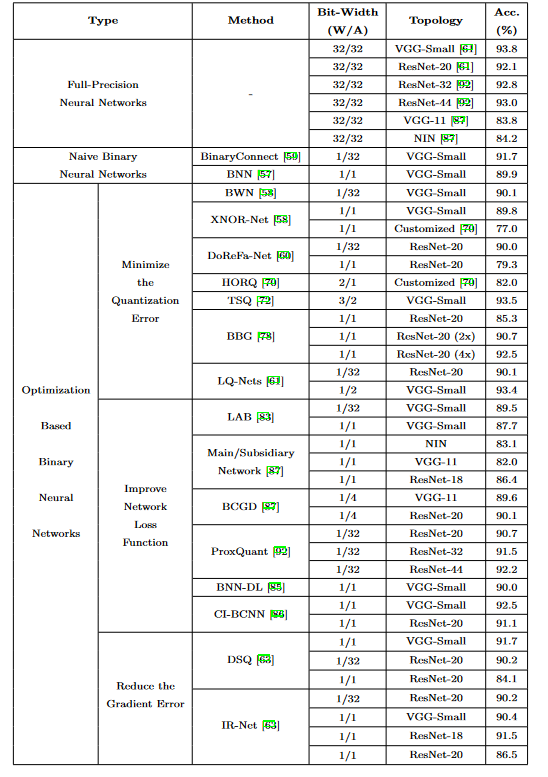 Type Method Bit-Width (W/A) Topology Acc. (%)
Full-Precision Neural Networks - 32/32 VGG-Small [61] 93.8
32/32 ResNet-20 [61] 92.1
32/32 ResNet-32 [92] 92.8
32/32 ResNet-44 [92] 93.0
32/32 VGG-11 [87] 83.8
32/32 NIN [87] 84.2
Naive Binary Neural Networks BinaryConnect [59] 1/32 VGG-Small 91.7
BNN [57] 1/1 VGG-Small 89.9
Optimization Based Binary Neural Networks Minimize the Quantization Error BWN [58] 1/32 VGG-Small 90.1
XNOR-Net [58] 1/1 VGG-Small 89.8
1/1 Customized [70] 77.0
DoReFa-Net [60] 1/32 ResNet-20 90.0
1/1 ResNet-20 79.3
HORQ [70] 2/1 Customized [70] 82.0
TSQ [72] 3/2 VGG-Small 93.5
BBG [78] 1/1 ResNet-20 85.3
1/1 ResNet-20 (2x) 90.7
1/1 ResNet-20 (4x) 92.5
LQ-Nets [61] 1/32 ResNet-20 90.1
1/2 VGG-Small 93.4
Improve Network Loss Function LAB [83] 1/32 VGG-Small 89.5
1/1 VGG-Small 87.7
Main/Subsidiary Network [87] 1/1 NIN 83.1
1/1 VGG-11 82.0
1/1 ResNet-18 86.4
BCGD [87] 1/4 VGG-11 89.6
1/4 ResNet-20 90.1
ProxQuant [92] 1/32 ResNet-20 90.7
1/32 ResNet-32 91.5
1/32 ResNet-44 92.2
BNN-DL [85] 1/1 VGG-Small 90.0
CI-BCNN [86] 1/1 VGG-Small 92.5
1/1 ResNet-20 91.1
Reduce the Gradient Error DSQ [63] 1/1 VGG-Small 91.7
1/32 ResNet-20 90.2
1/1 ResNet-20 84.1
IR-Net [63] 1/32 ResNet-20 90.2
1/1 VGG-Small 90.4
1/1 ResNet-18 91.5
1/1 ResNet-20 86.5